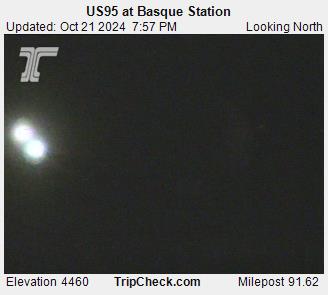 US95 at Basque Station
Updated: Oct 21 2024 7:57 PM Looking North
Elevation 4460 TripCheck.com Milepost 91.62